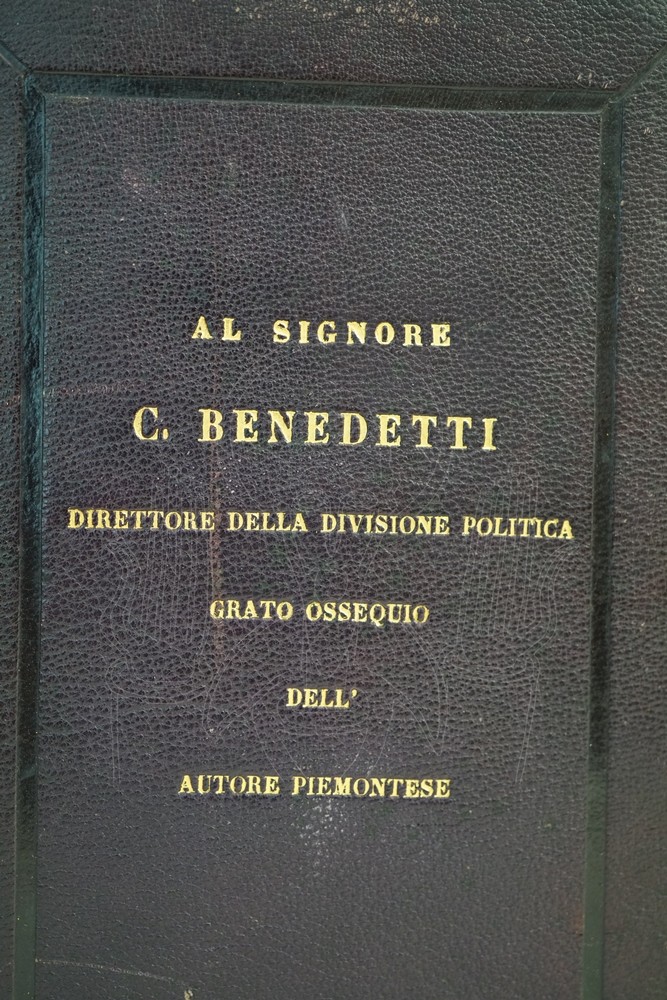 AL SIGNORE
C. BENEDETTI
DIRETTORE DELLA DIVISIONE POLITICA
GRATO OSSEQUIO
DELL'
AUTORE PIEMONTESE